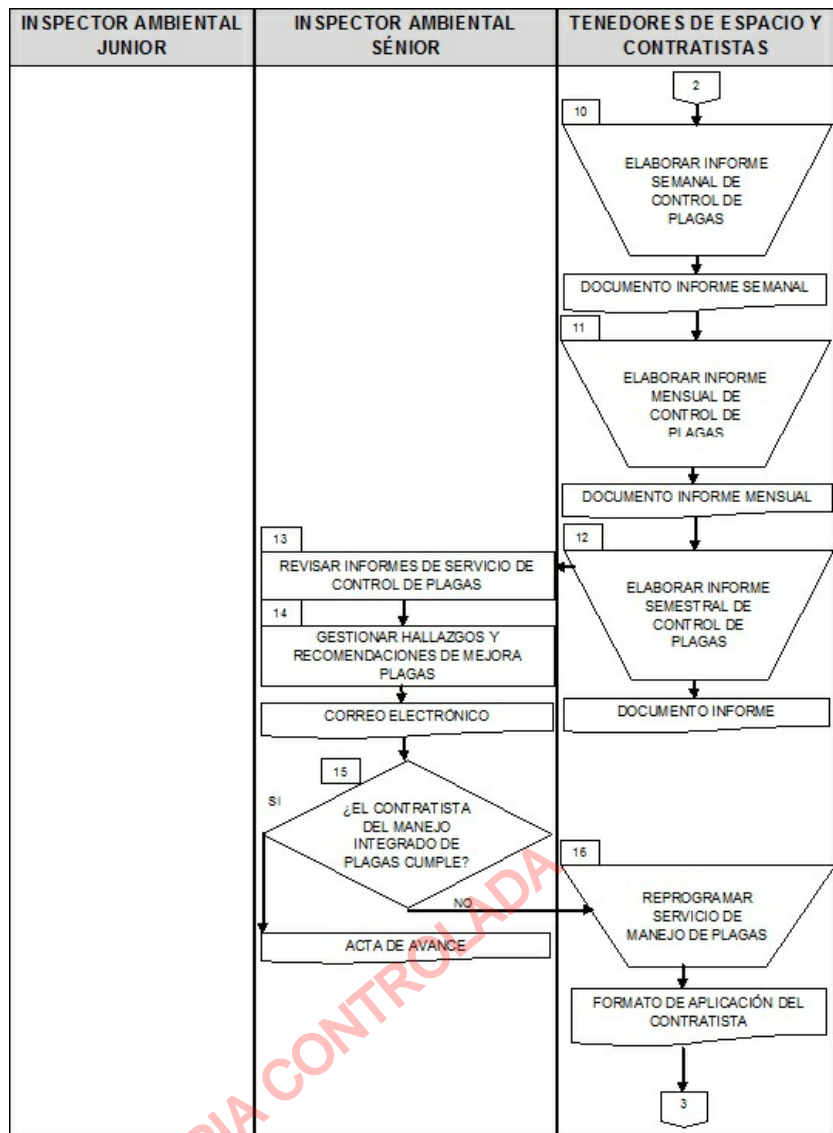 INSPECTOR AMBIENTAL
JUNIOR
INSPECTOR AMBIENTAL
SÉNIOR
TENEDORES DE ESPACIO Y
CONTRATISTAS
2
10
ELABORAR INFORME
SEMANAL DE
CONTROL DE
PLAGAS
DOCUMENTO INFORME SEMANAL
11
ELABORAR INFORME
MENSUAL DE
CONTROL DE
PLAGAS
DOCUMENTO INFORME MENSUAL
13
REVISAR INFORMES DE SERVICIO DE
CONTROL DE PLAGAS
12
ELABORAR INFORME
SEMESTRAL DE
CONTROL DE
PLAGAS
14
GESTIONAR HALLAZGOS Y
RECOMENDACIONES DE MEJORA
PLAGAS
CORREO ELECTRÓNICO
DOCUMENTO INFORME
15
SI
¿EL CONTRATISTA
DEL MANEJO
INTEGRADO DE
PLAGAS CUMPLE?
NO
16
REPROGRAMAR
SERVICIO DE
MANEJO DE PLAGAS
ACTA DE AVANCE
FORMATO DE APLICACIÓN DEL
CONTRATISTA
3
CONTROLADA